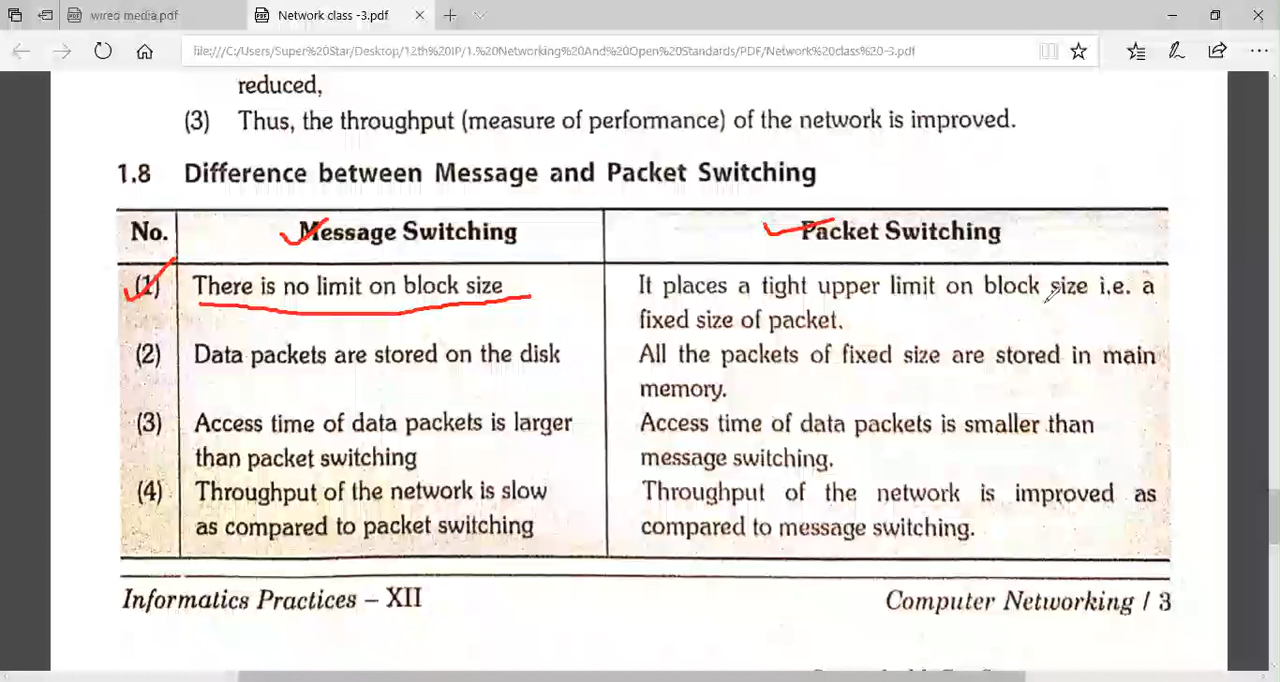 wired media.pdf
Network class -3.pdf
file:///C:/Users/Super%20Star/Desktop/12th%20IP/1.%20Networking%20And%20Open%20Standards/PDF/Network%20class%20-3.pdf
reduced,
(3) Thus, the throughput (measure of performance) of the network is improved.
1.8 Difference between Message and Packet Switching
No. Message Switching Packet Switching
(1) There is no limit on block size It places a tight upper limit on block size i.e. a
fixed size of packet.
(2) Data packets are stored on the disk All the packets of fixed size are stored in main
memory.
(3) Access time of data packets is larger Access time of data packets is smaller than
than packet switching message switching.
(4) Throughput of the network is slow Throughput of the network is improved as
as compared to packet switching compared to message switching.
Informatics Practices – XII Computer Networking / 3